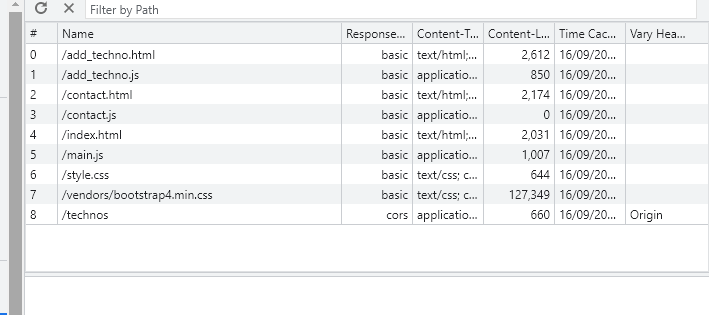 Filter by Path
# Name Response... Content-T... Content-L... Time Cac... Vary Hea...
0 /add_techno.html basic text/html;... 2,612 16/09/20...
1 /add_techno.js basic applicatio... 850 16/09/20...
2 /contact.html basic text/html;... 2,174 16/09/20...
3 /contact.js basic applicatio... 0 16/09/20...
4 /index.html basic text/html;... 2,031 16/09/20...
5 /main.js basic applicatio... 1,007 16/09/20...
6 /style.css basic text/css; c... 644 16/09/20...
7 /vendors/bootstrap4.min.css basic text/css; c... 127,349 16/09/20...
8 /technos cors applicatio... 660 16/09/20... Origin